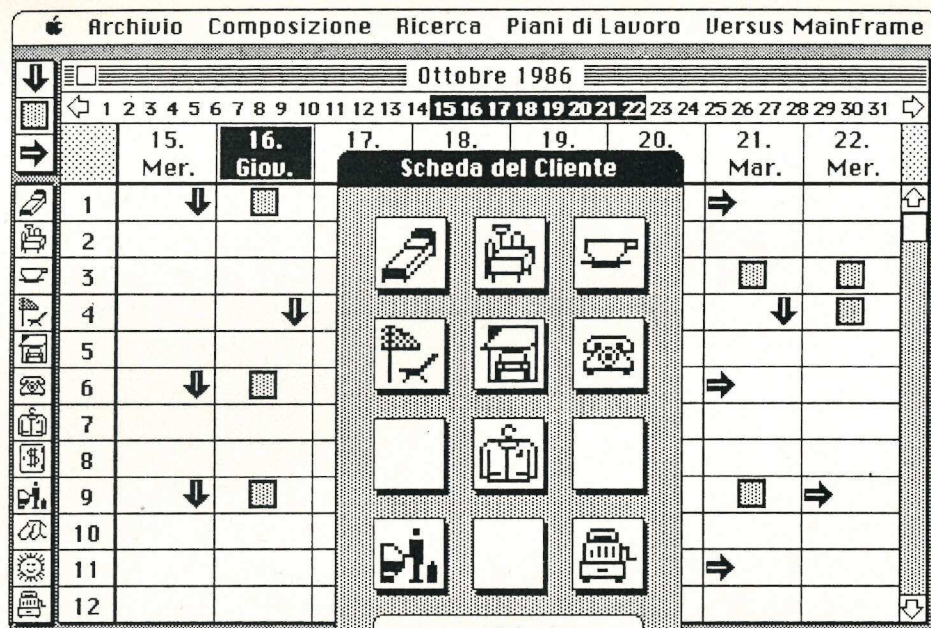 Archivio Composizione Ricerca Piani di Lavoro Versus MainFrame
Ottobre 1986
1 2 3 4 5 6 7 8 9 10 11 12 13 14 15 16 17 18 19 20 21 22 23 24 25 26 27 28 29 30 31
15. 16. 17. 18. 19. 20. 21. 22.
Mer. Giov. Mar. Mer.
Scheda del Cliente
1
2
3
4
5
6
7
8
$
9
10
11
12